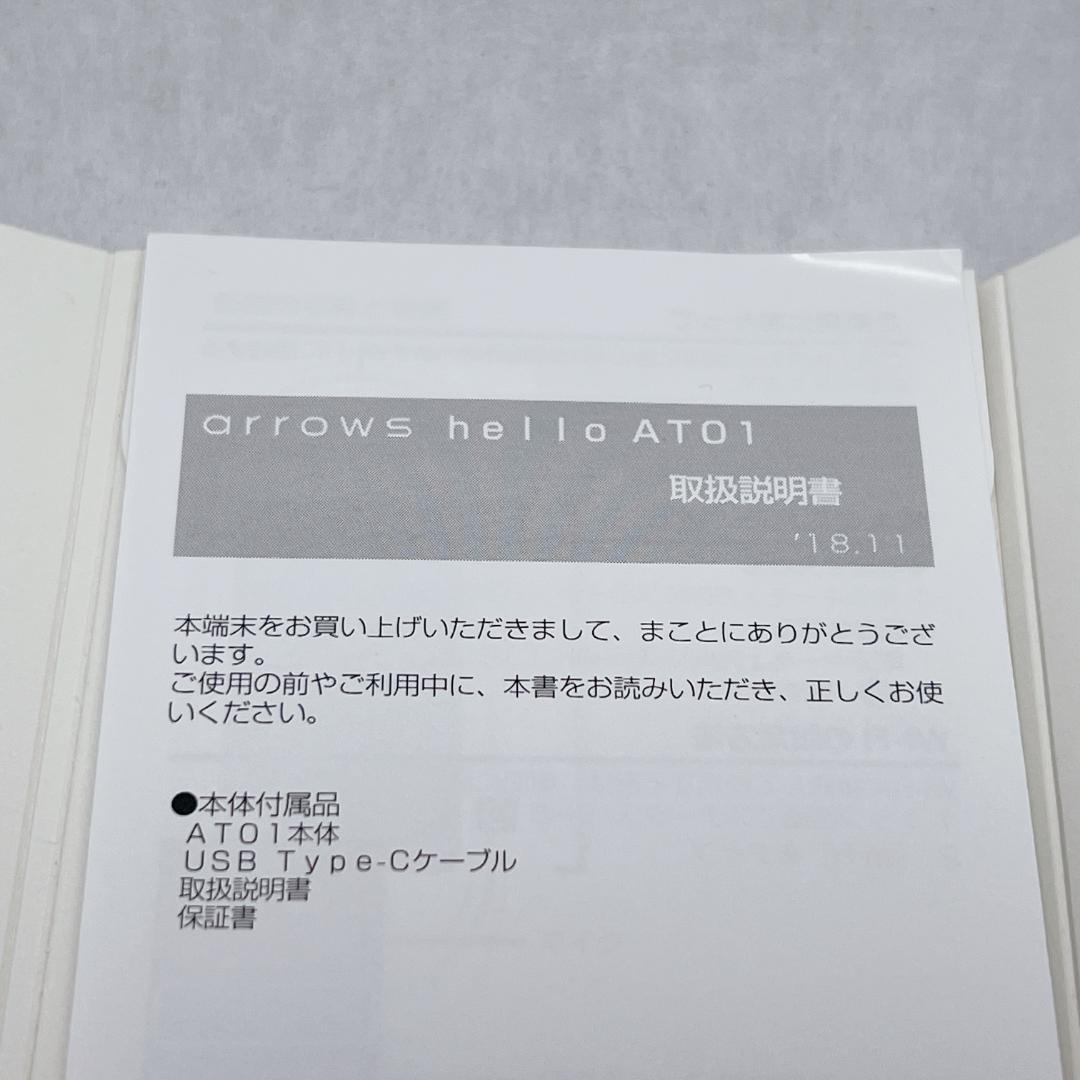 arrows hello AT01
取扱説明書
'18.11
本端末をお買い上げいただきまして、まことにありがとうござ
います。
ご使用の前やご利用中に、本書をお読みいただき、正しくお使
いください。
●本体付属品
AT01本体
USB Type-Cケーブル
取扱説明書
保証書